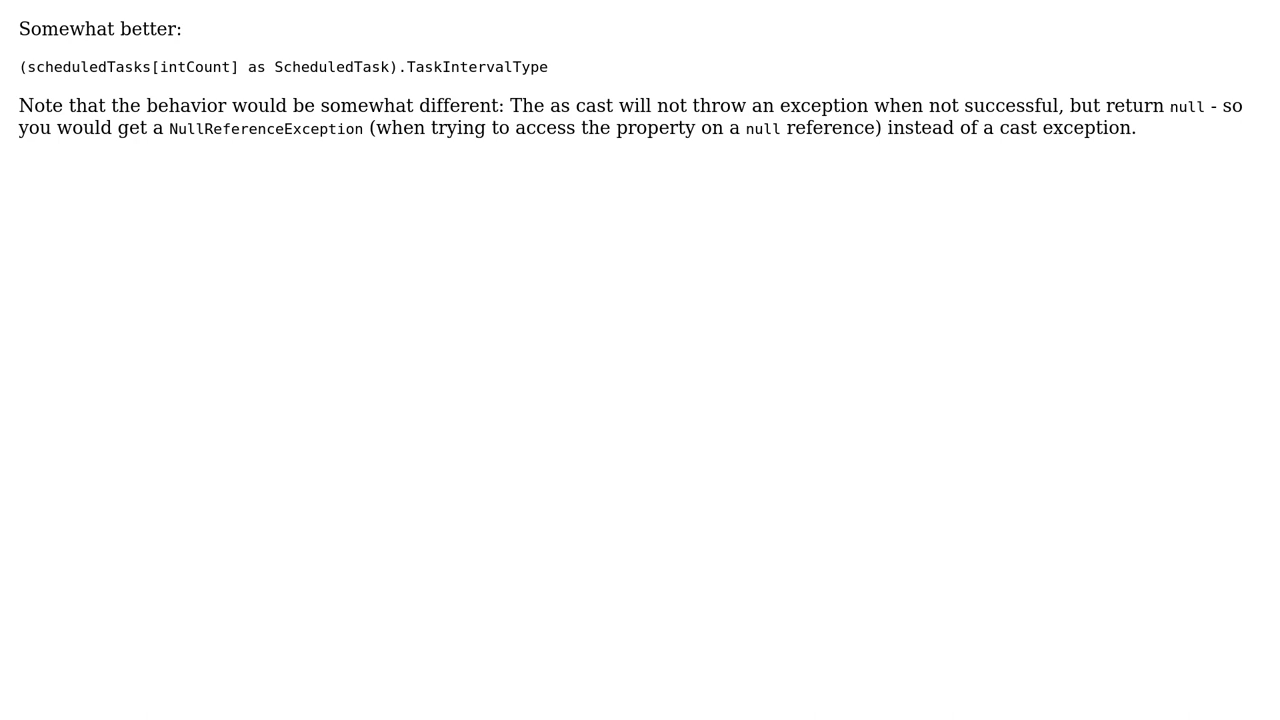 Somewhat better:
(scheduledTasks[intCount] as ScheduledTask).TaskIntervalType
Note that the behavior would be somewhat different: The as cast will not throw an exception when not successful, but return null - so
you would get a NullReferenceException (when trying to access the property on a null reference) instead of a cast exception.